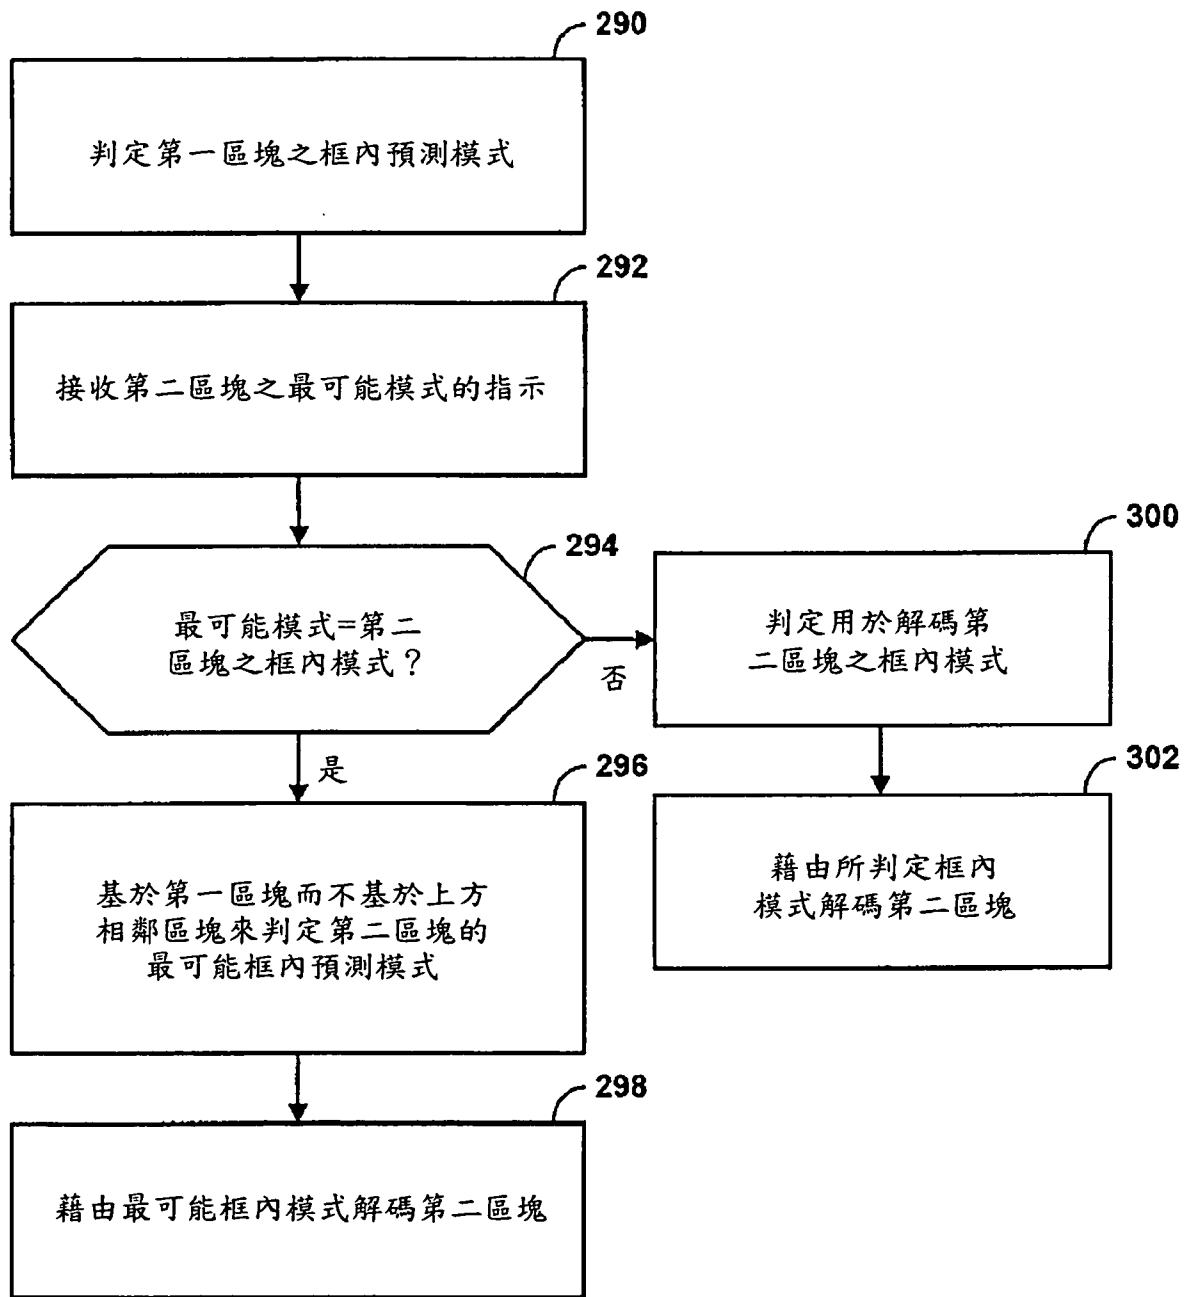 290
判定第一區塊之框內預測模式
292
接收第二區塊之最可能模式的指示
294
最可能模式=第二
區塊之框內模式？
否
是
300
判定用於解碼第
二區塊之框內模式
302
藉由所判定框內
模式解碼第二區塊
296
基於第一區塊而不基於上方
相鄰區塊來判定第二區塊的
最可能框內預測模式
298
藉由最可能框內模式解碼第二區塊